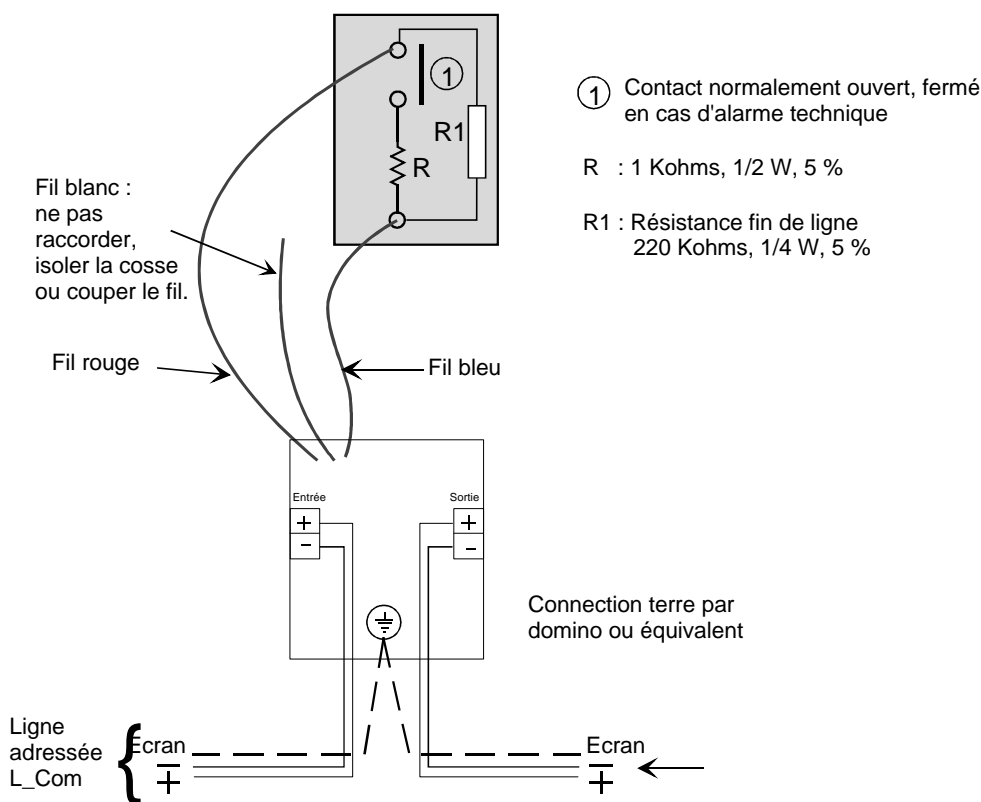 1
R1
R
1 Contact normalement ouvert, fermé
en cas d'alarme technique
R : 1 Kohms, 1/2 W, 5 %
R1 : Résistance fin de ligne
220 Kohms, 1/4 W, 5 %
Fil blanc :
ne pas
raccorder,
isoler la cosse
ou couper le fil.
Fil rouge
Fil bleu
Entrée
+
-
Sortie
+
-
Connection terre par
domino ou équivalent
Ligne
adressée
L_Com
Ecran
-
+
Ecran
-
+